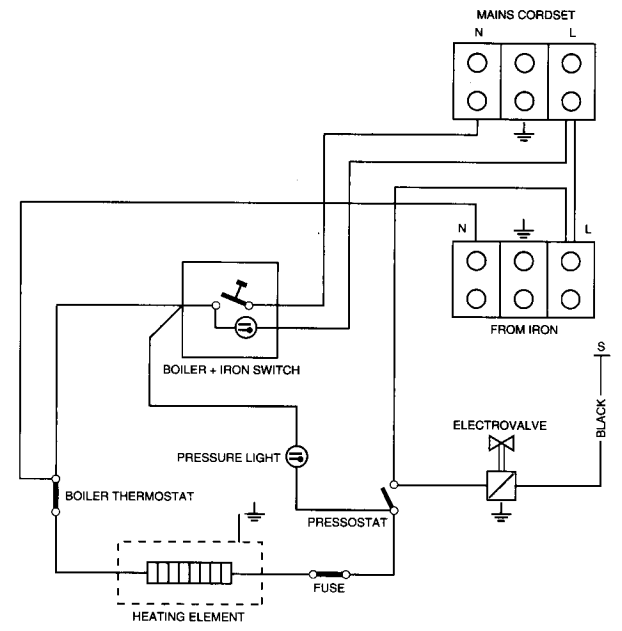 MAINS CORDSET
N L
N L
FROM IRON
BOILER + IRON SWITCH
S
BLACK
ELECTROVALVE
PRESSURE LIGHT
BOILER THERMOSTAT
PRESSOSTAT
FUSE
HEATING ELEMENT